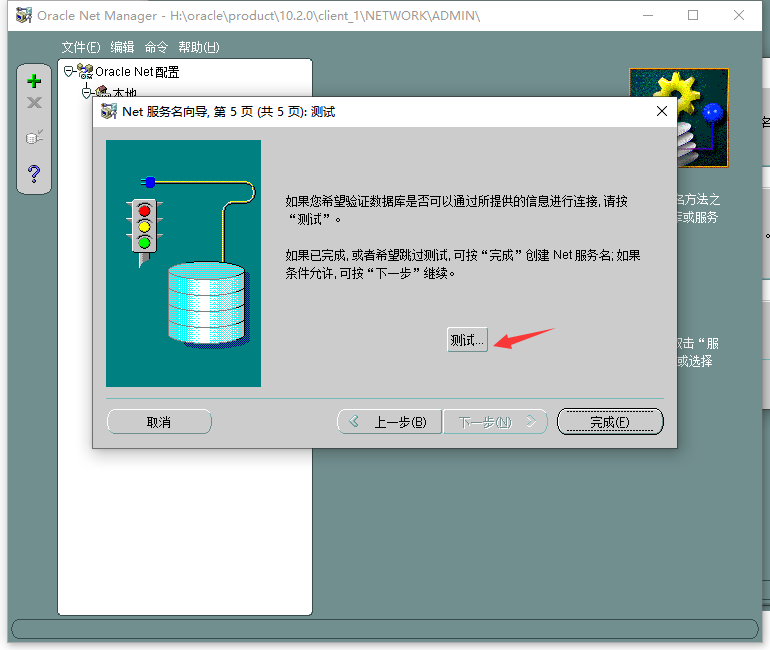 Oracle Net Manager - H:\oracle\product\10.2.0\client_1\NETWORK\ADMIN\
文件(F) 编辑 命令 帮助(H)
Oracle Net 配置
本地
Net 服务名向导, 第 5 页 (共 5 页): 测试
名方法之
库或服务
如果您希望验证数据库是否可以通过所提供的信息进行连接, 请按
“测试”。
如果已完成, 或者希望跳过测试, 可按“完成”创建 Net 服务名; 如果
条件允许, 可按“下一步”继续。
测试...
双击“服
或选择
取消
上一步(B)
下一步(N)
完成(F)